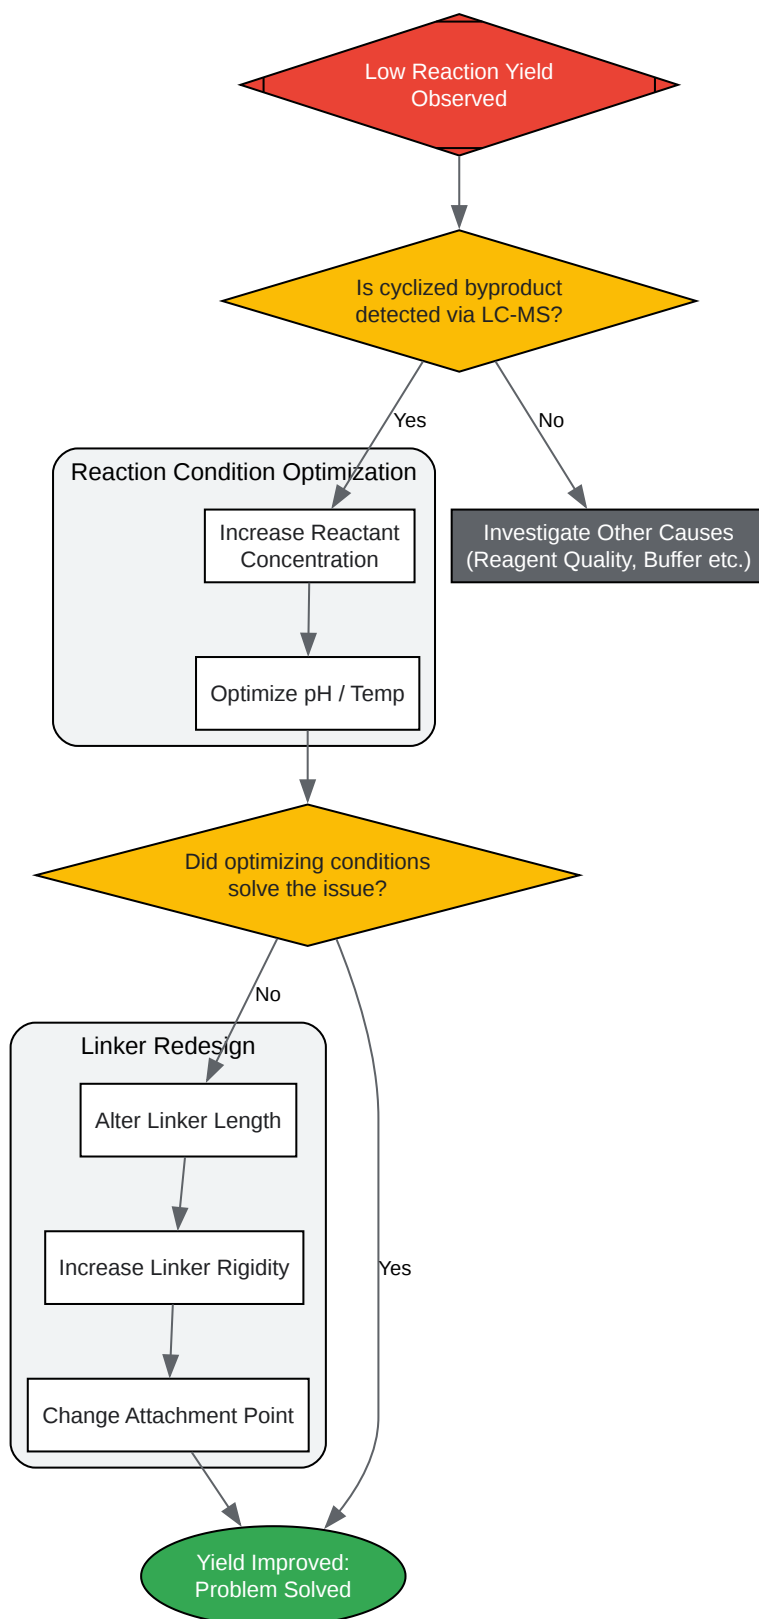 Low Reaction Yield
Observed
Is cyclized byproduct
detected via LC-MS?
Yes
No
Reaction Condition Optimization
Increase Reactant
Concentration
Investigate Other Causes
(Reagent Quality, Buffer etc.)
Optimize pH / Temp
Did optimizing conditions
solve the issue?
No
Linker Redesign
Alter Linker Length
Increase Linker Rigidity
Yes
Change Attachment Point
Yield Improved:
Problem Solved